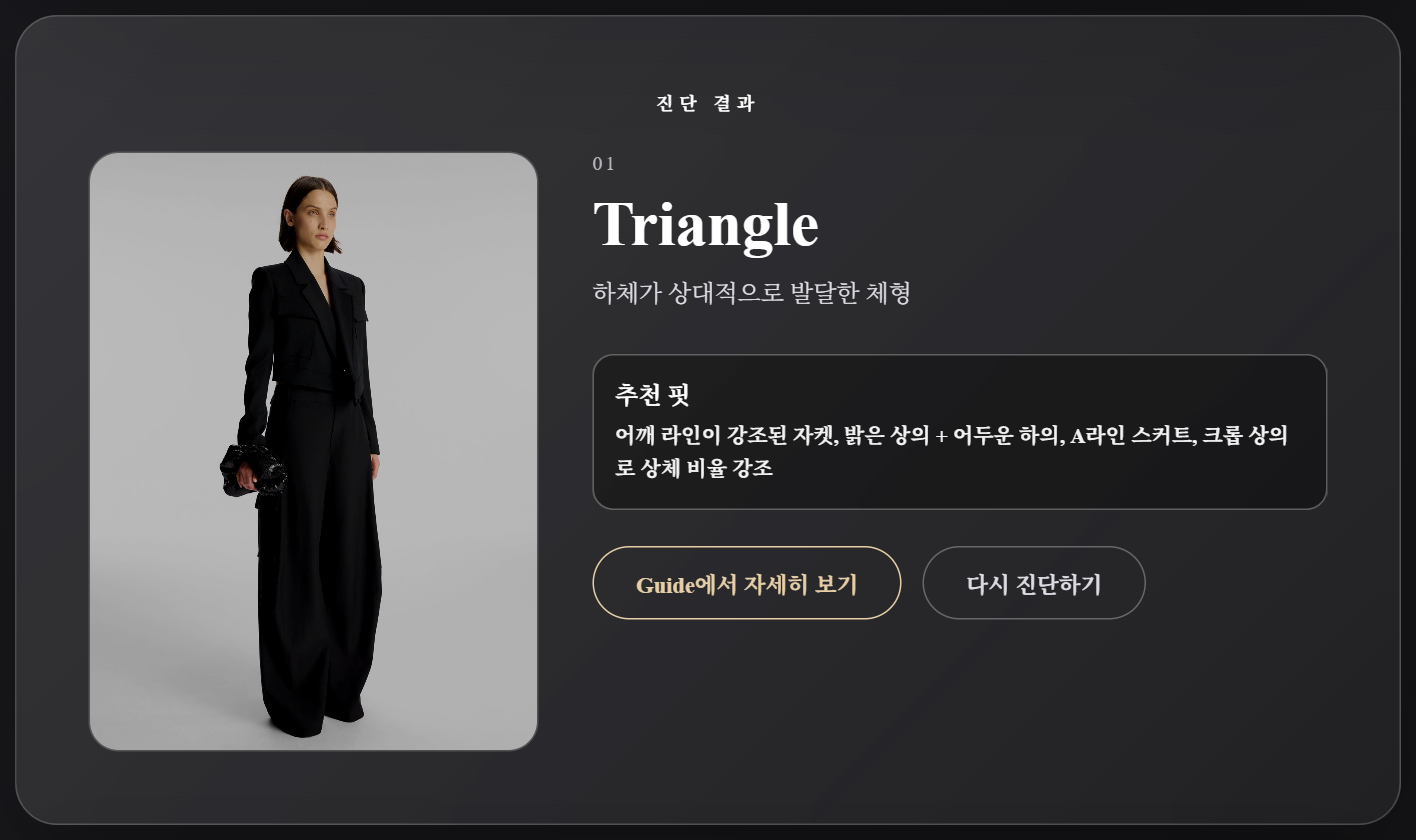 진단 결과
01
Triangle
하체가 상대적으로 발달한 체형
추천 핏
어깨 라인이 강조된 자켓, 밝은 상의 + 어두운 하의, A라인 스커트, 크롭 상의
로 상체 비율 강조
Guide에서 자세히 보기
다시 진단하기